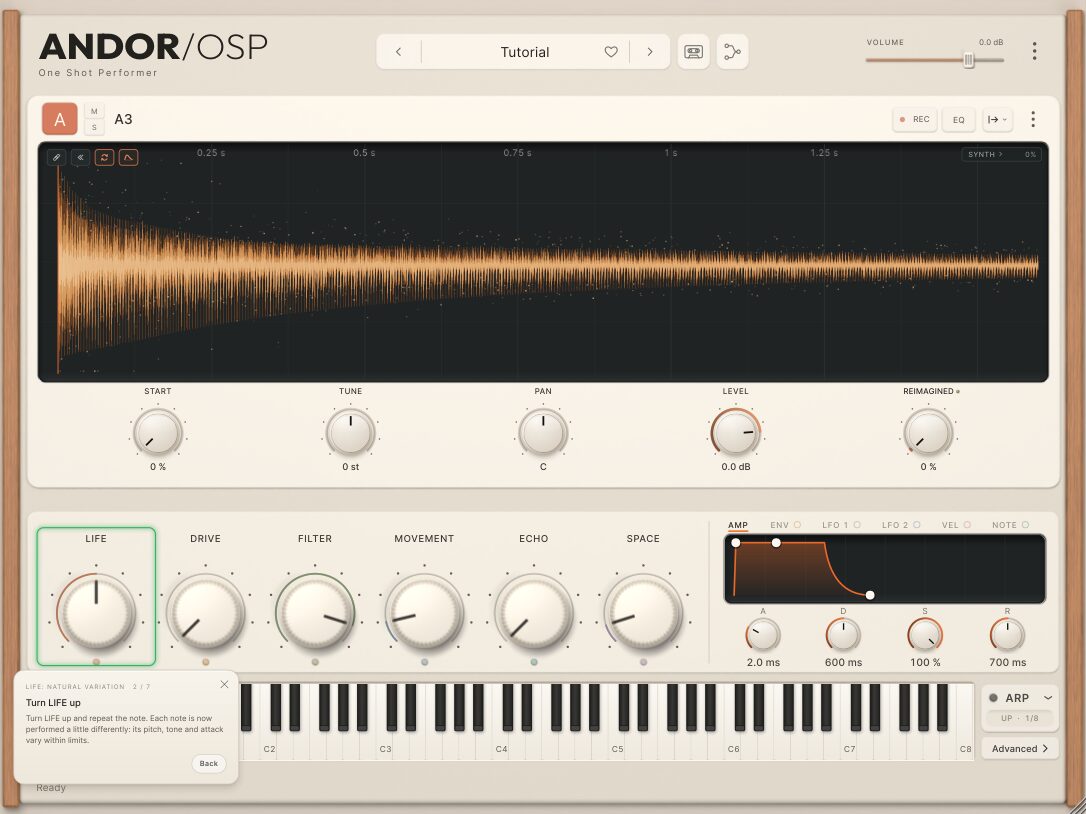 ANDOR/OSP
One Shot Performer
Tutorial
VOLUME 0.0 dB
A M S A3
REC EQ
0.25 s 0.5 s 0.75 s 1 s 1.25 s
SYNTH > 0%
START TUNE PAN LEVEL REIMAGINED
0 % 0 st C 0.0 dB 0 %
LIFE DRIVE FILTER MOVEMENT ECHO SPACE
AMP ENV LFO 1 LFO 2 VEL NOTE
A D S R
2.0 ms 600 ms 100 % 700 ms
LIFE: NATURAL VARIATION 2 / 7
Turn LIFE up
Turn LIFE up and repeat the note. Each note is now
performed a little differently: its pitch, tone and attack
vary within limits.
Back
C2 C3 C4 C5 C6 C7 C8
ARP
UP · 1/8
Advanced >
Ready